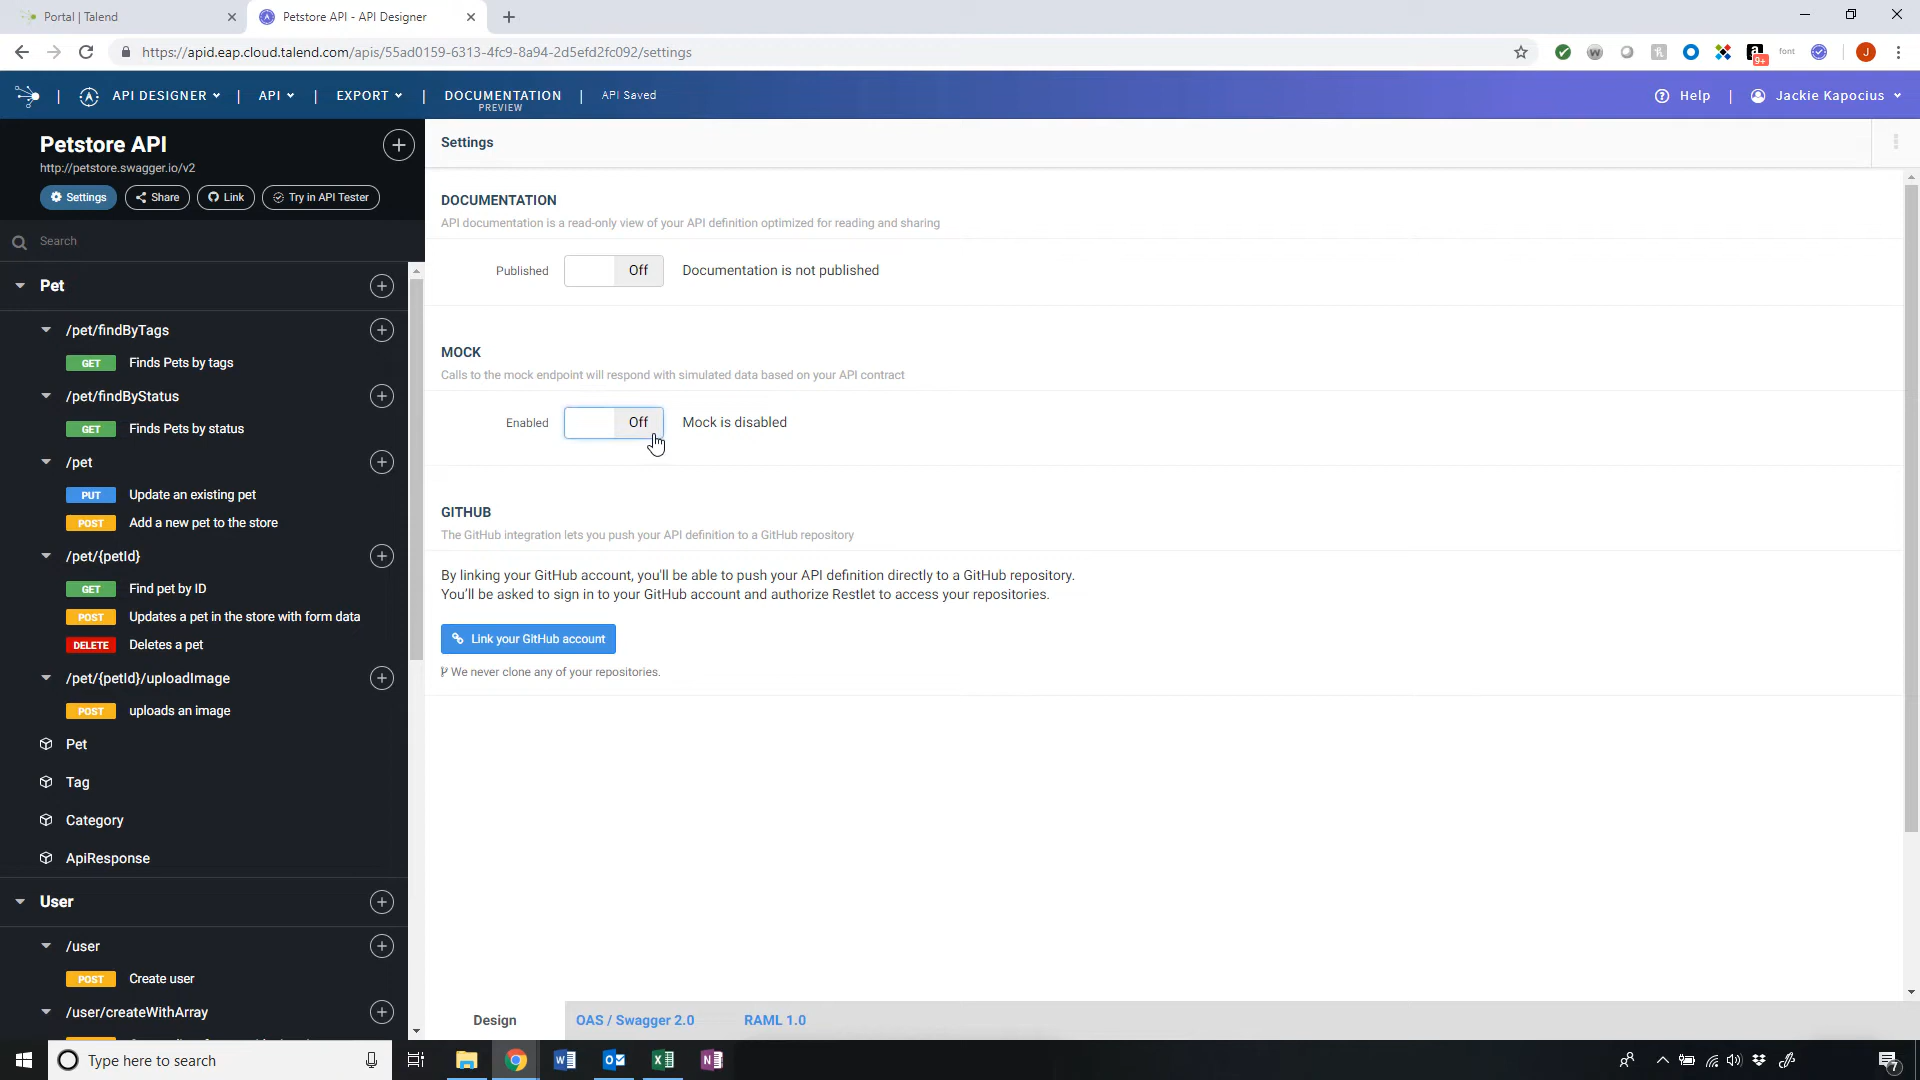 Portal | Talend
Petstore API - API Designer
https://apid.eap.cloud.talend.com/apis/55ad0159-6313-4fc9-8a94-2d5efd2fc092/settings
font
9+
J
API DESIGNER
API
EXPORT
DOCUMENTATION
PREVIEW
API Saved
Help
Jackie Kapocius
Petstore API
http://petstore.swagger.io/v2
Settings
Share
Link
Try in API Tester
Search
Pet
/pet/findByTags
GET Finds Pets by tags
/pet/findByStatus
GET Finds Pets by status
/pet
PUT Update an existing pet
POST Add a new pet to the store
/pet/{petId}
GET Find pet by ID
POST Updates a pet in the store with form data
DELETE Deletes a pet
/pet/{petId}/uploadImage
POST uploads an image
Pet
Tag
Category
ApiResponse
User
/user
POST Create user
/user/createWithArray
Settings
DOCUMENTATION
API documentation is a read-only view of your API definition optimized for reading and sharing
Published Off Documentation is not published
MOCK
Calls to the mock endpoint will respond with simulated data based on your API contract
Enabled Off Mock is disabled
GITHUB
The GitHub integration lets you push your API definition to a GitHub repository
By linking your GitHub account, you'll be able to push your API definition directly to a GitHub repository.
You'll be asked to sign in to your GitHub account and authorize Restlet to access your repositories.
Link your GitHub account
We never clone any of your repositories.
Design
OAS / Swagger 2.0
RAML 1.0
Type here to search
7